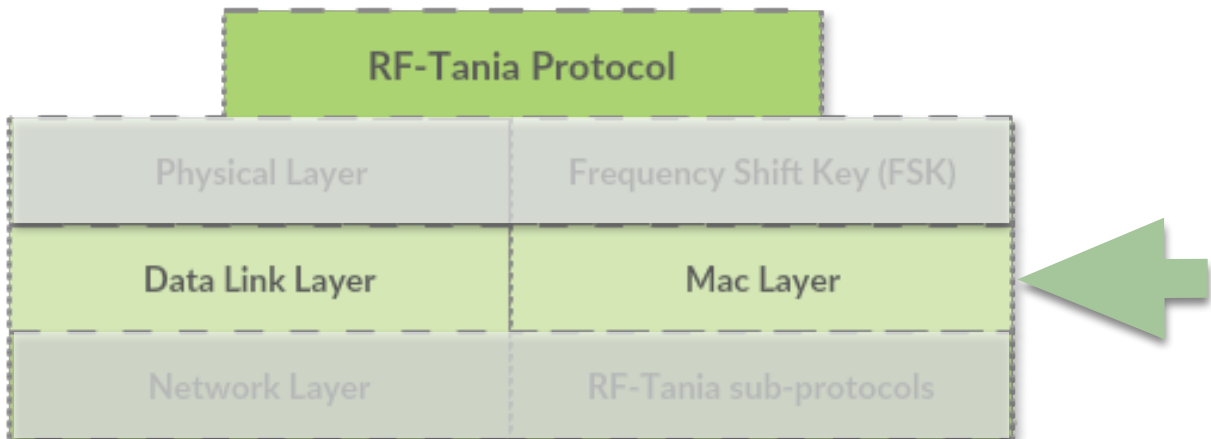 RF-Tania Protocol
Physical Layer
Frequency Shift Key (FSK)
Data Link Layer
Mac Layer
Network Layer
RF-Tania sub-protocols